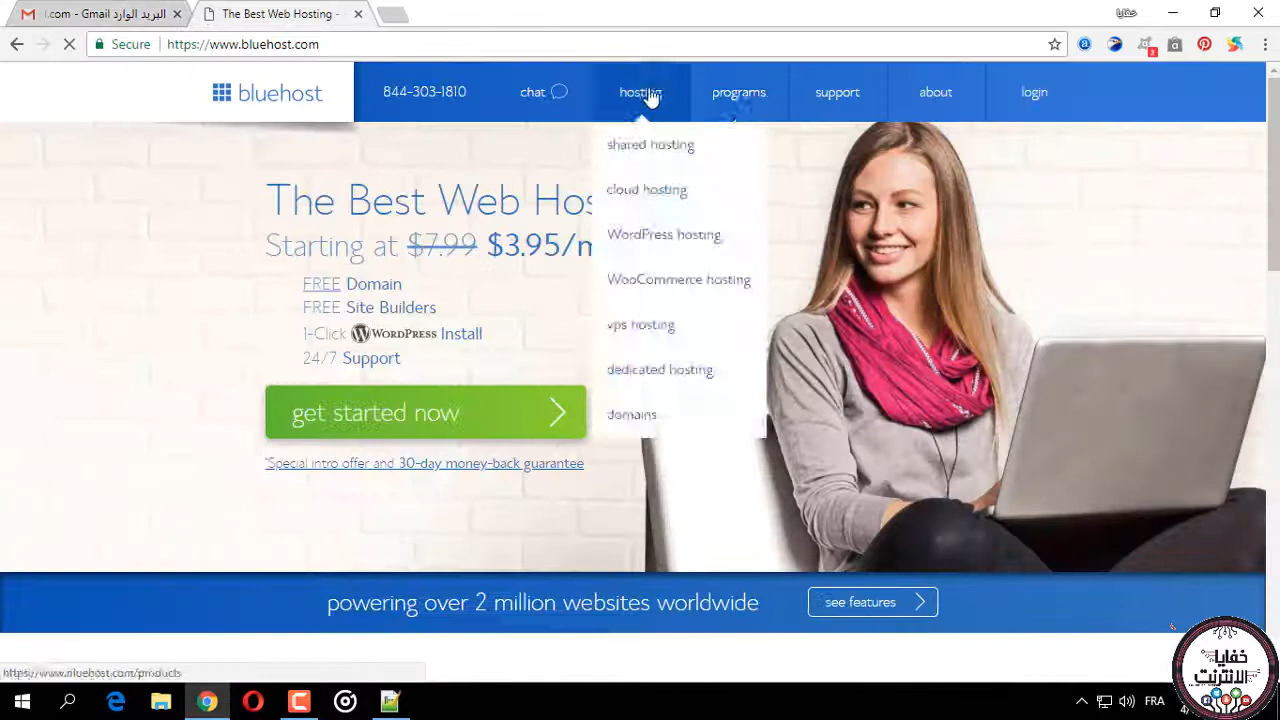 البريد الوارد - Gmail - l.com
The Best Web Hosting -
خفايا
Secure
https://www.bluehost.com
bluehost
844-303-1810
chat
hosting
programs
support
about
login
shared hosting
cloud hosting
WordPress hosting
WooCommerce hosting
vps hosting
dedicated hosting
domains
The Best Web Hos
Starting at $7.99 $3.95/m
FREE Domain
FREE Site Builders
1-Click WORDPRESS Install
24/7 Support
get started now
*Special intro offer and 30-day money-back guarantee
powering over 2 million websites worldwide
see features
https://www.bluehost.com/products
FRA
خفايا
الانترنت